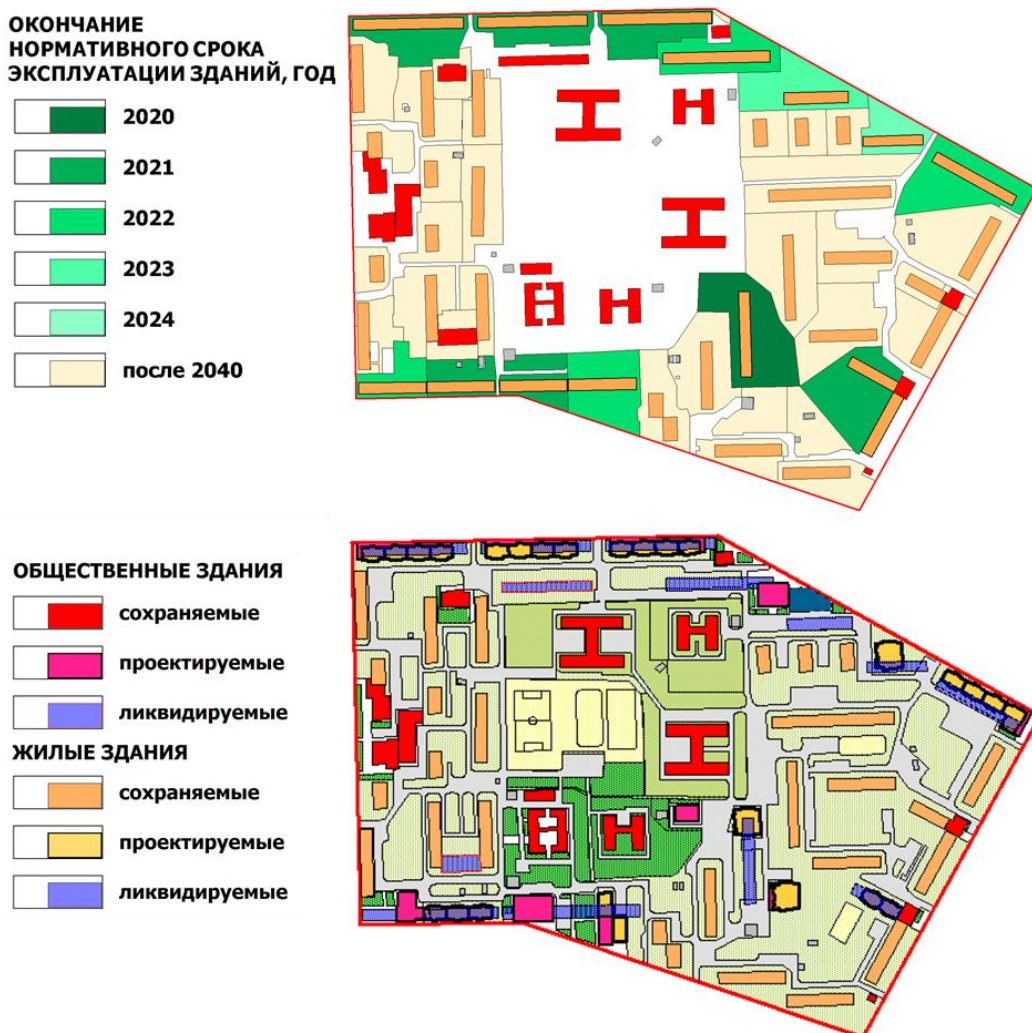 ОКОНЧАНИЕ
НОРМАТИВНОГО СРОКА
ЭКСПЛУАТАЦИИ ЗДАНИЙ, ГОД
2020
2021
2022
2023
2024
после 2040
ОБЩЕСТВЕННЫЕ ЗДАНИЯ
сохраняемые
проектируемые
ликвидируемые
ЖИЛЫЕ ЗДАНИЯ
сохраняемые
проектируемые
ликвидируемые